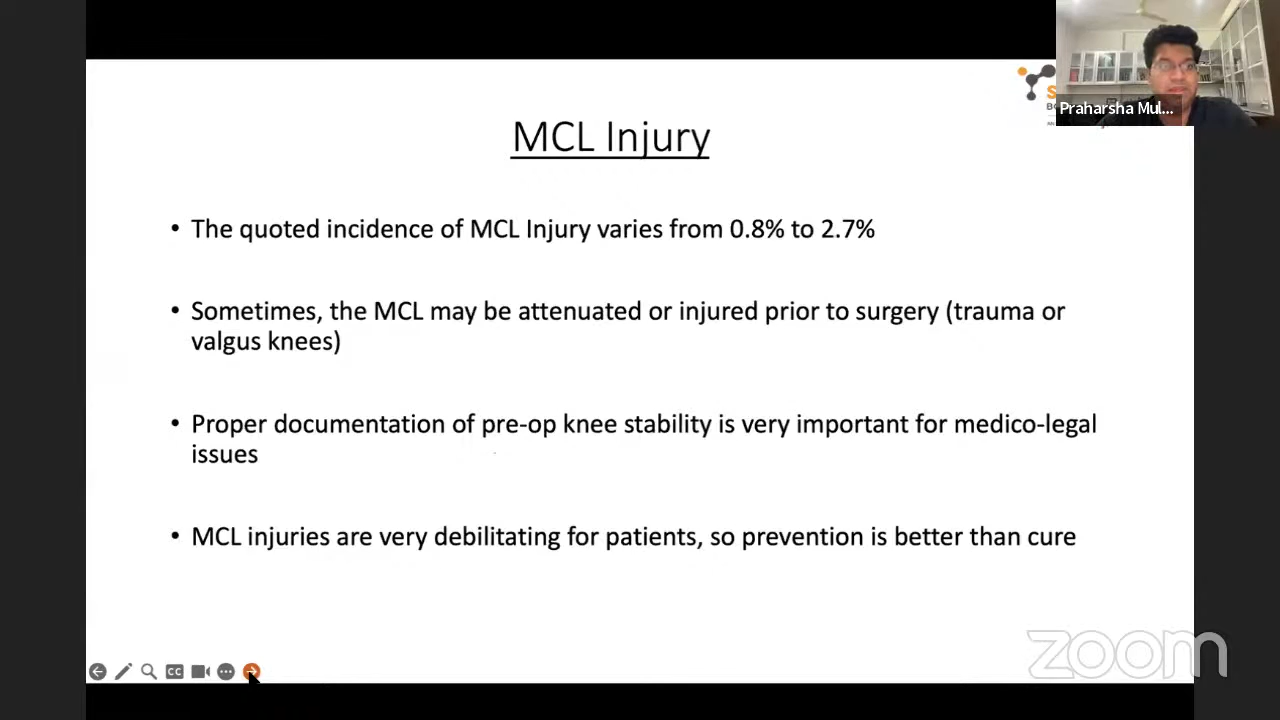 Praharsha Mul...
MCL Injury
• The quoted incidence of MCL Injury varies from 0.8% to 2.7%
• Sometimes, the MCL may be attenuated or injured prior to surgery (trauma or
valgus knees)
• Proper documentation of pre-op knee stability is very important for medico-legal
issues
• MCL injuries are very debilitating for patients, so prevention is better than cure
CC
zoom